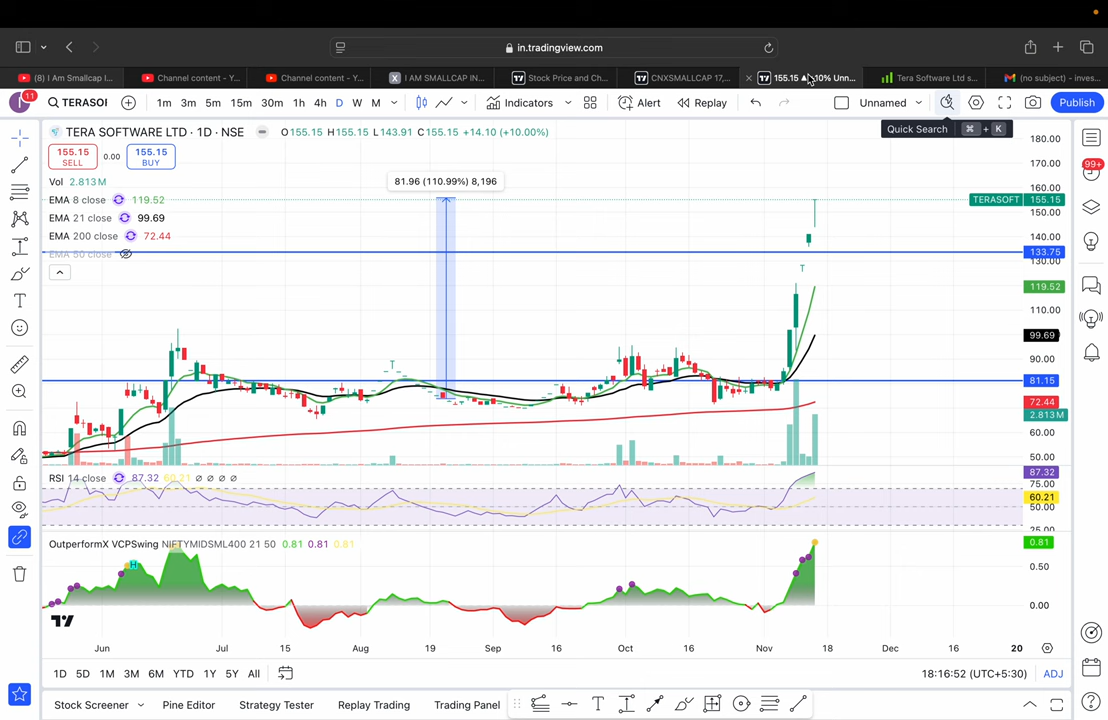 in.tradingview.com
(8) I Am Smallcap I...
Channel content - Y...
Channel content - Y...
I AM SMALLCAP IN...
Stock Price and Ch...
CNXSMALLCAP 17,...
155.15 ▲ 10% Unn...
Tera Software Ltd s...
(no subject) - inves...
11
TERASOI
1m 3m 5m 15m 30m 1h 4h D W M
Indicators
Alert
Replay
Unnamed
Publish
Quick Search ⌘ + K
TERA SOFTWARE LTD · 1D · NSE O155.15 H155.15 L143.91 C155.15 +14.10 (+10.00%)
155.15 SELL
0.00
155.15 BUY
Vol 2.813M
EMA 8 close 119.52
EMA 21 close 99.69
EMA 200 close 72.44
EMA 50 close
81.96 (110.99%) 8,196
T
T
180.00
170.00
160.00
TERASOFT 155.15
150.00
140.00
133.75
130.00
119.52
110.00
99.69
90.00
81.15
72.44
2.813M
60.00
50.00
99+
RSI 14 close 87.32 60.21 ∅ ∅ ∅ ∅
87.32
75.00
60.21
50.00
25.00
OutperformX VCPSwing NIFTYMIDSML400 21 50 0.81 0.81 0.81
H
0.81
0.50
0.00
Jun Jul 15 Aug 19 Sep 16 Oct 16 Nov 18 Dec 16 20
1D 5D 1M 3M 6M YTD 1Y 5Y All
18:16:52 (UTC+5:30) ADJ
Stock Screener Pine Editor Strategy Tester Replay Trading Trading Panel